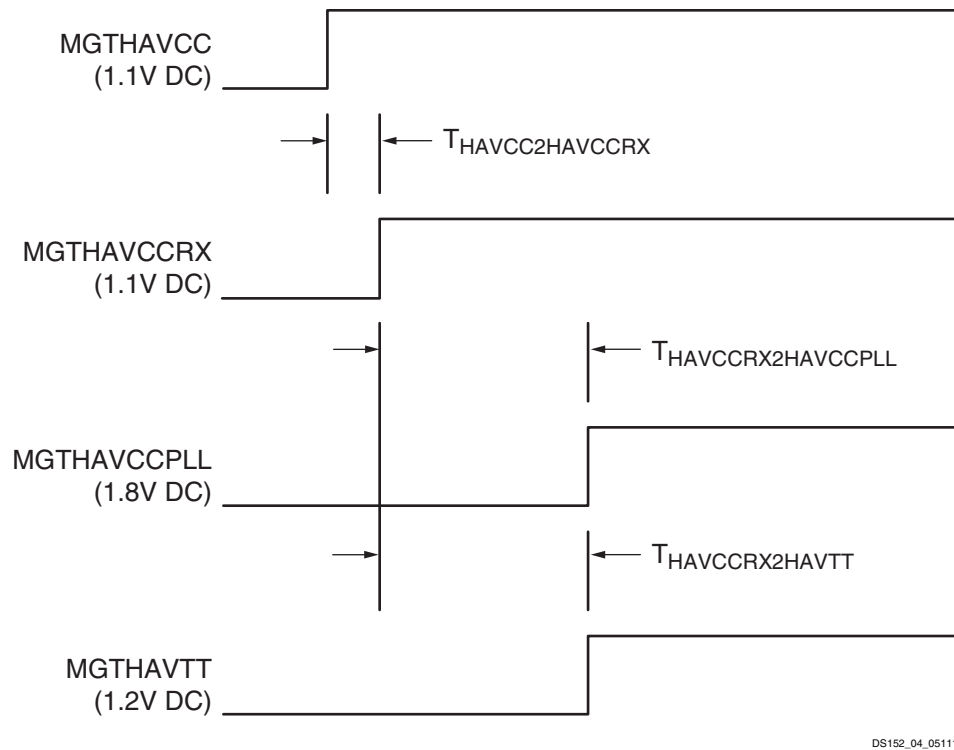 MGTHAVCC
(1.1V DC)
THAVCC2HAVCCRX
MGTHAVCCRX
(1.1V DC)
THAVCCRX2HAVCCPLL
MGTHAVCCPLL
(1.8V DC)
THAVCCRX2HAVTT
MGTHAVTT
(1.2V DC)